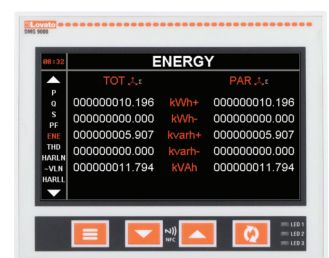 Lovato
DMG 9000
08:32
ENERGY
TOT Σ
PAR Σ
P
Q
S
PF
ENE
THD
HARLN
~VLN
HARLL
000000010.196 kWh+ 000000010.196
000000000.000 kWh- 000000000.000
000000005.907 kvarh+ 000000005.907
000000000.000 kvarh- 000000000.000
000000011.794 kVAh 000000011.794
NFC
LED 1
LED 2
LED 3